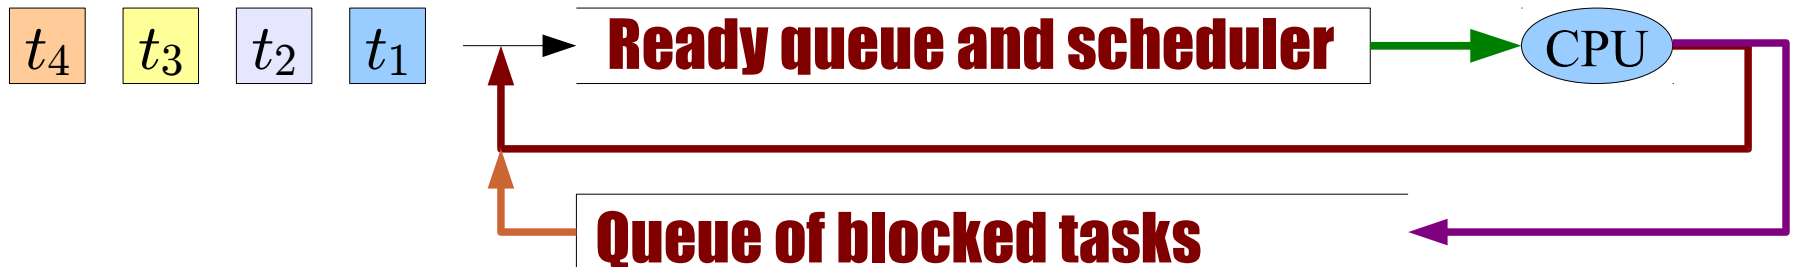 t4 t3 t2 t1 Ready queue and scheduler CPU
Queue of blocked tasks